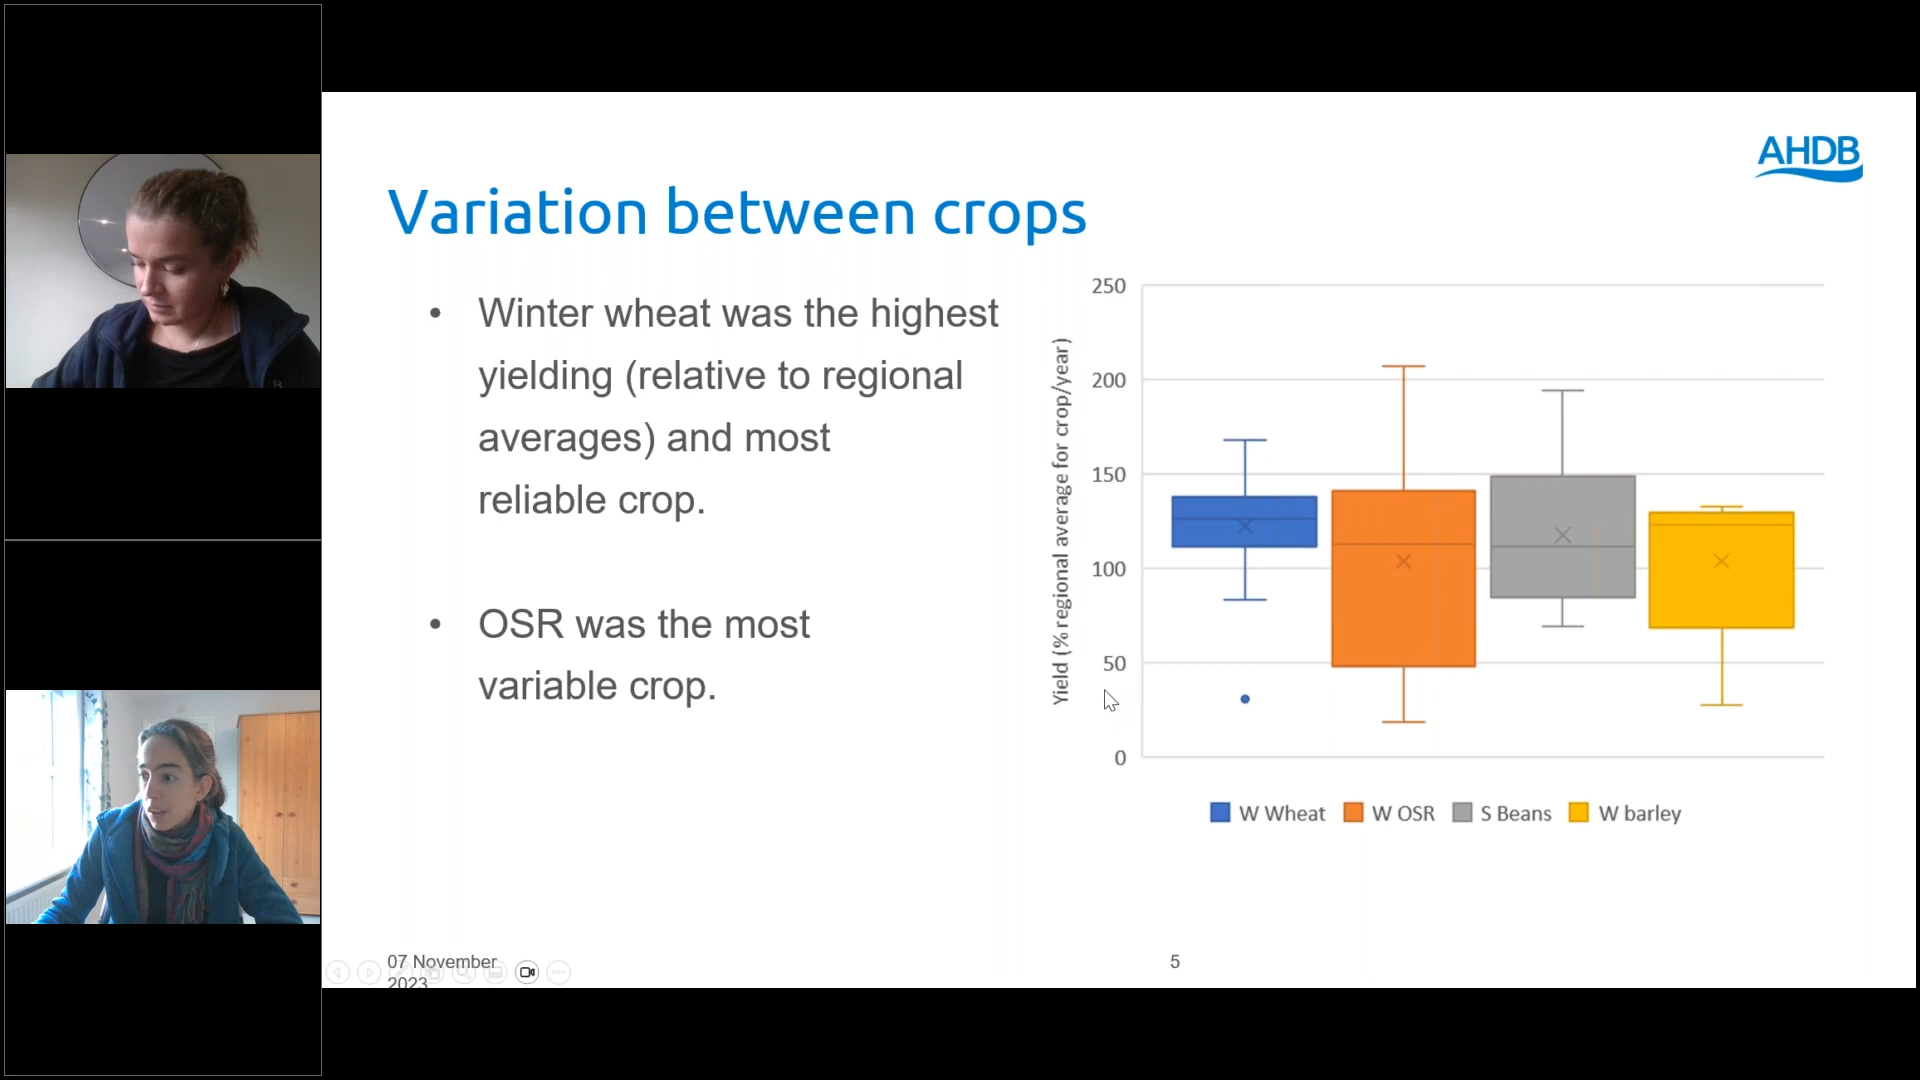 AHDB
Variation between crops
• Winter wheat was the highest
yielding (relative to regional
averages) and most
reliable crop.
• OSR was the most
variable crop.
Yield (% regional average for crop/year)
250
200
150
100
50
0
W Wheat W OSR S Beans W barley
07 November
2023
5